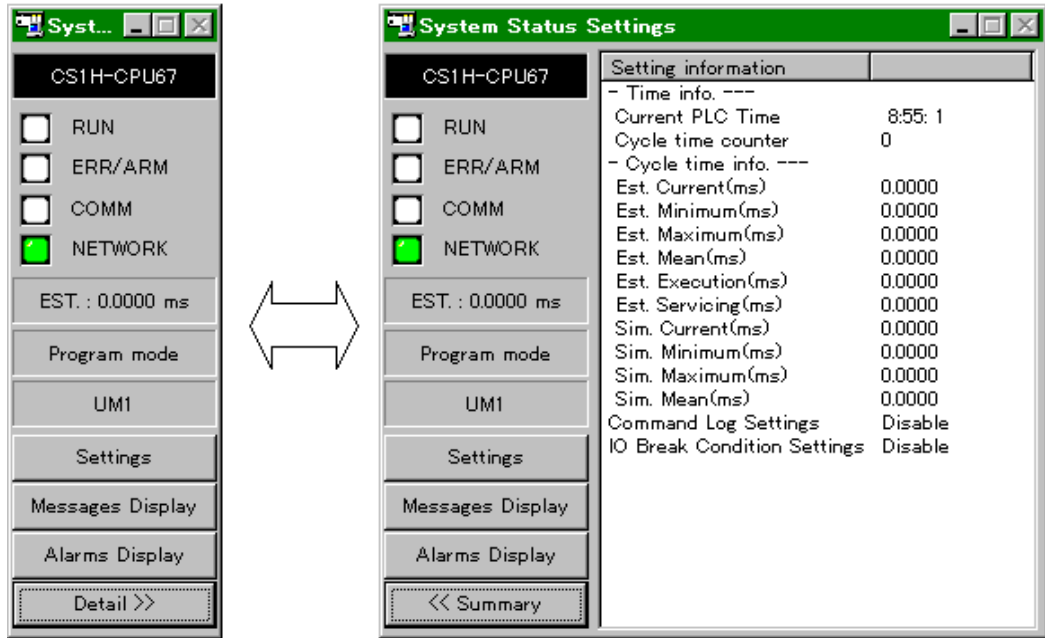 Syst...
CS1H-CPU67
RUN
ERR/ARM
COMM
NETWORK
EST. : 0.0000 ms
Program mode
UM1
Settings
Messages Display
Alarms Display
Detail >>
System Status Settings
CS1H-CPU67
RUN
ERR/ARM
COMM
NETWORK
EST. : 0.0000 ms
Program mode
UM1
Settings
Messages Display
Alarms Display
<< Summary
Setting information
- Time info. ---
Current PLC Time 8:55: 1
Cycle time counter 0
- Cycle time info. ---
Est. Current(ms) 0.0000
Est. Minimum(ms) 0.0000
Est. Maximum(ms) 0.0000
Est. Mean(ms) 0.0000
Est. Execution(ms) 0.0000
Est. Servicing(ms) 0.0000
Sim. Current(ms) 0.0000
Sim. Minimum(ms) 0.0000
Sim. Maximum(ms) 0.0000
Sim. Mean(ms) 0.0000
Command Log Settings Disable
IO Break Condition Settings Disable